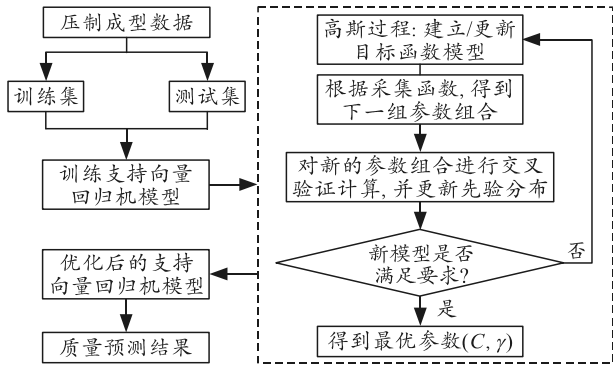 压制成型数据
训练集
测试集
训练支持向量
回归机模型
优化后的支持
向量回归机模型
质量预测结果
高斯过程: 建立/更新
目标函数模型
根据采集函数, 得到
下一组参数组合
对新的参数组合进行交叉
验证计算, 并更新先验分布
新模型是否
满足要求?
否
是
得到最优参数(C, γ)